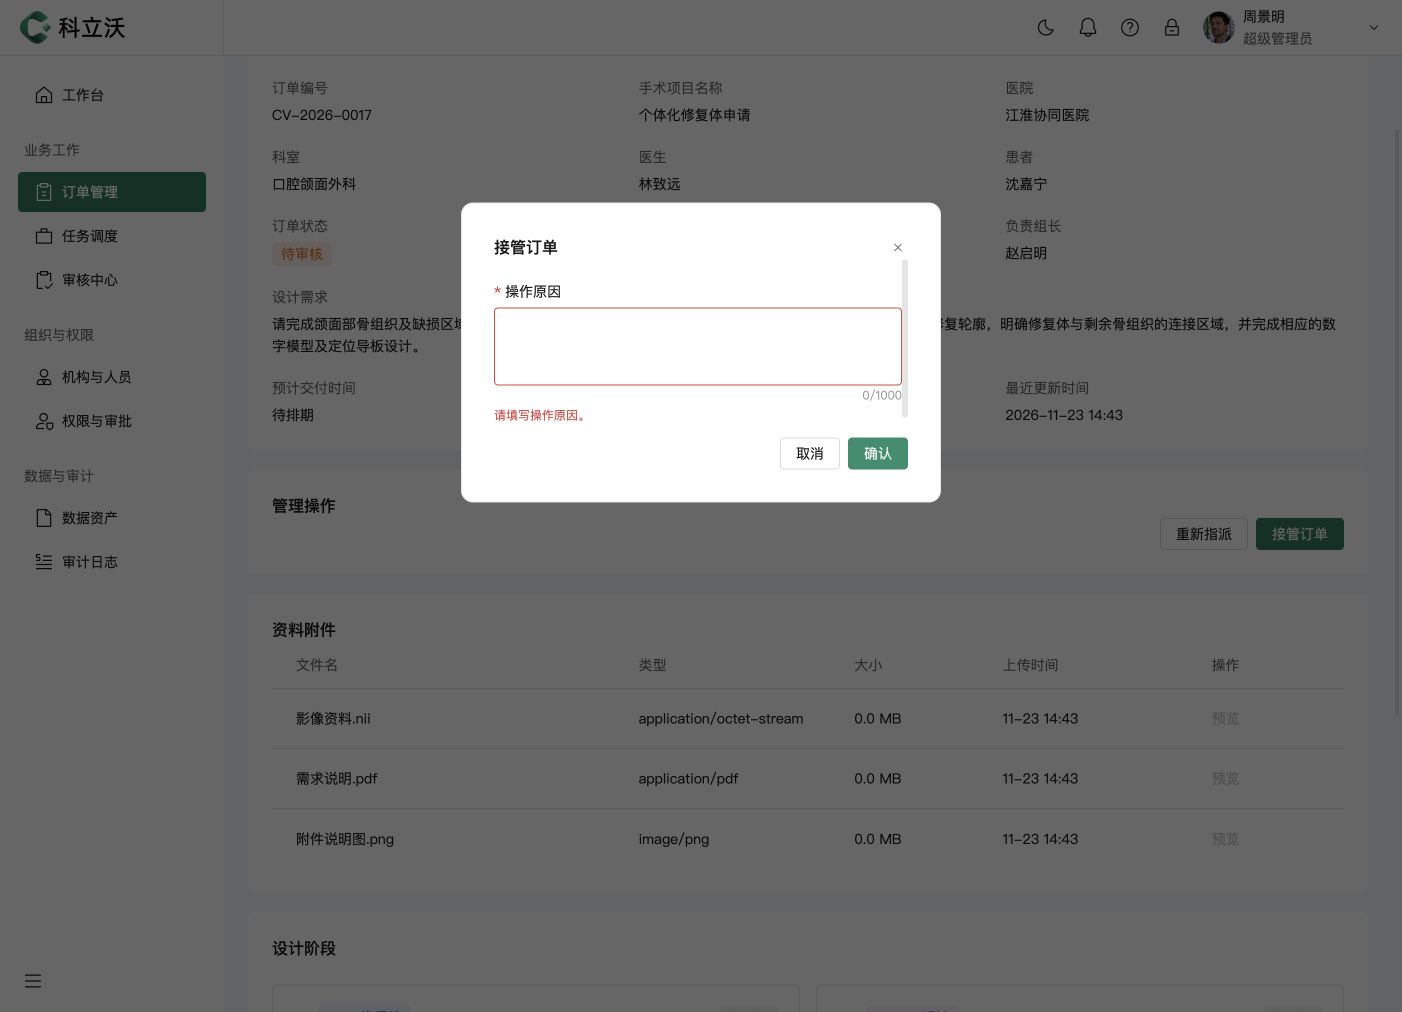 科立沃
周景明
超级管理员
工作台
业务工作
订单管理
任务调度
审核中心
组织与权限
机构与人员
权限与审批
数据与审计
数据资产
审计日志
订单编号
CV-2026-0017
手术项目名称
个体化修复体申请
医院
江淮协同医院
科室
口腔颌面外科
医生
林致远
患者
沈嘉宁
订单状态
待审核
负责组长
赵启明
设计需求
请完成颌面部骨组织及缺损区
复轮廓，明确修复体与剩余骨组织的连接区域，并完成相应的数
字模型及定位导板设计。
预计交付时间
待排期
最近更新时间
2026-11-23 14:43
接管订单
* 操作原因
0/1000
请填写操作原因。
取消
确认
管理操作
重新指派
接管订单
资料附件
文件名 类型 大小 上传时间 操作
影像资料.nii application/octet-stream 0.0 MB 11-23 14:43 预览
需求说明.pdf application/pdf 0.0 MB 11-23 14:43 预览
附件说明图.png image/png 0.0 MB 11-23 14:43 预览
设计阶段